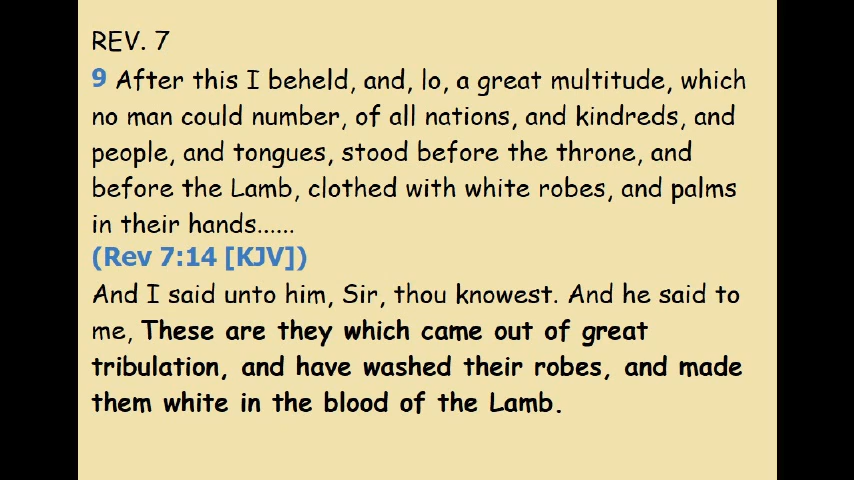 REV. 7
9 After this I beheld, and, lo, a great multitude, which
no man could number, of all nations, and kindreds, and
people, and tongues, stood before the throne, and
before the Lamb, clothed with white robes, and palms
in their hands......
(Rev 7:14 [KJV])
And I said unto him, Sir, thou knowest. And he said to
me, These are they which came out of great
tribulation, and have washed their robes, and made
them white in the blood of the Lamb.